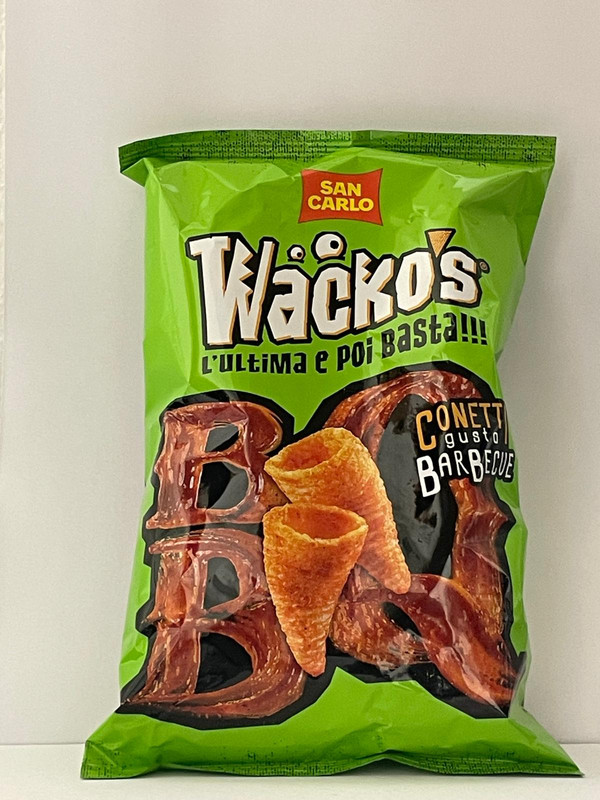 SAN
CARLO
Wacko's®
L'ULTIMA E POI BASTA!!!
CONETTI
gusto
BARBECUE
BBQ